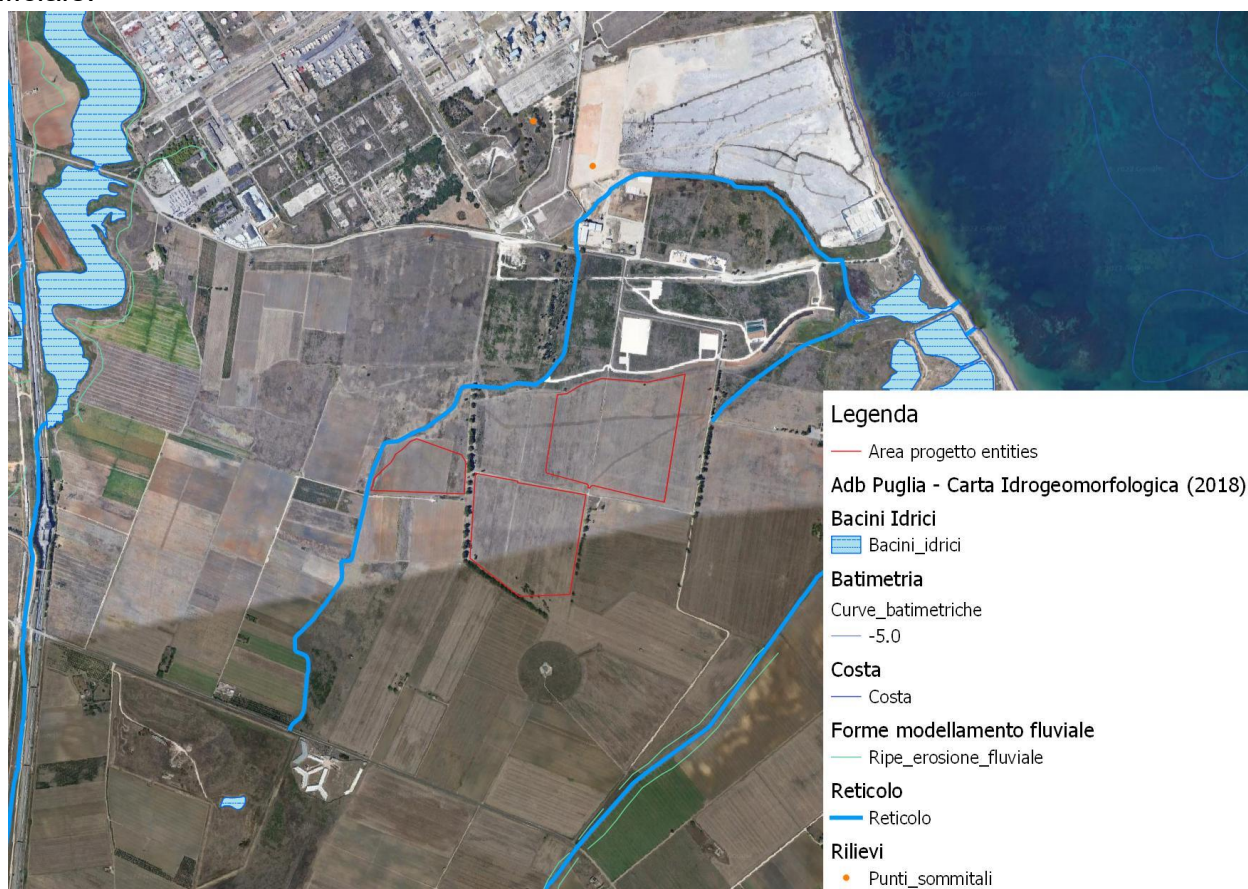 Legenda
Area progetto entities
Adb Puglia - Carta Idrogeomorfologica (2018)
Bacini Idrici
Bacini_idrici
Batimetria
Curve_batimetriche
-5.0
Costa
Costa
Forme modellamento fluviale
Ripe_erosione_fluviale
Reticolo
Reticolo
Rilievi
Punti_sommitali